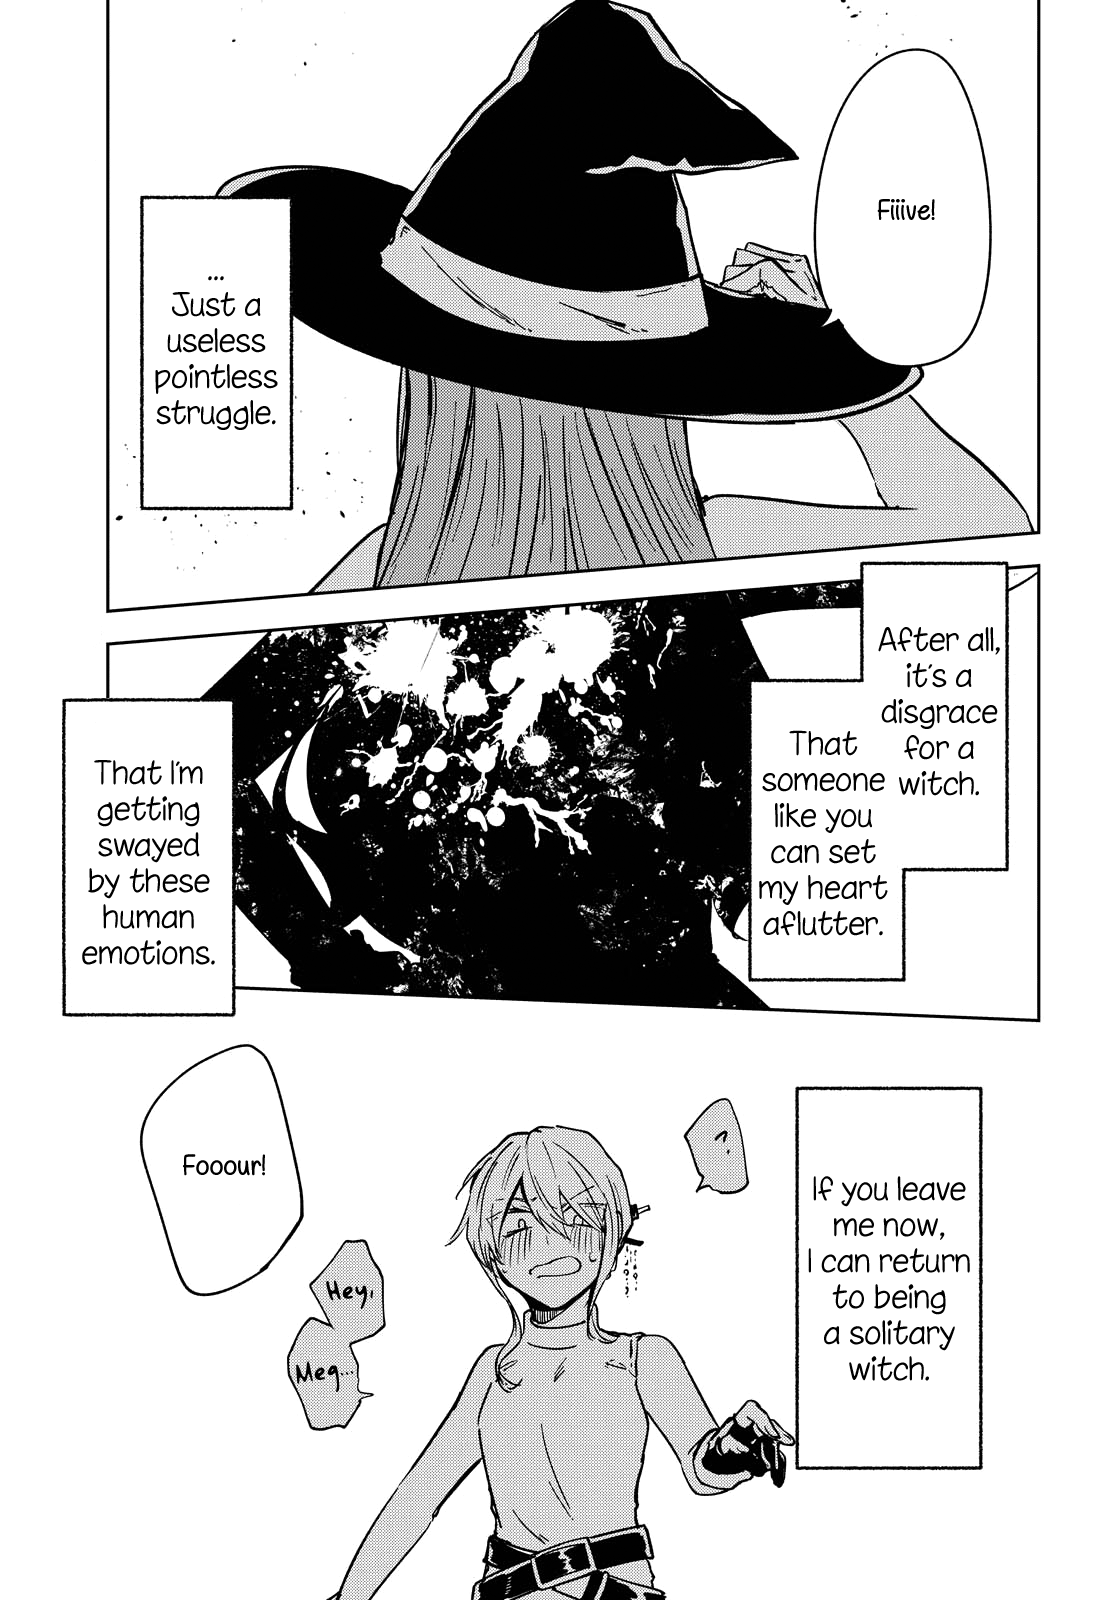 Fiiive!
...
Just a
useless
pointless
struggle.
After all,
it's a
disgrace
for a
witch.
That
someone
like you
can set
my heart
aflutter.
That I'm
getting
swayed
by these
human
emotions.
If you leave
me now,
I can return
to being
a solitary
witch.
?
Fooour!
Hey,
Meg...